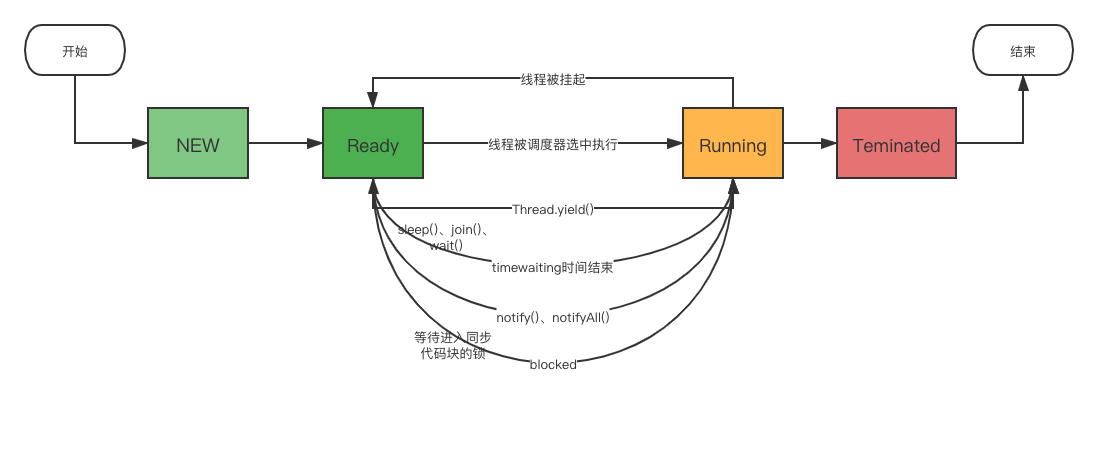 开始
结束
线程被挂起
NEW
Ready
线程被调度器选中执行
Running
Teminated
Thread.yield()
sleep()、join()、
wait()
timewaiting时间结束
notify()、notifyAll()
等待进入同步
代码块的锁
blocked